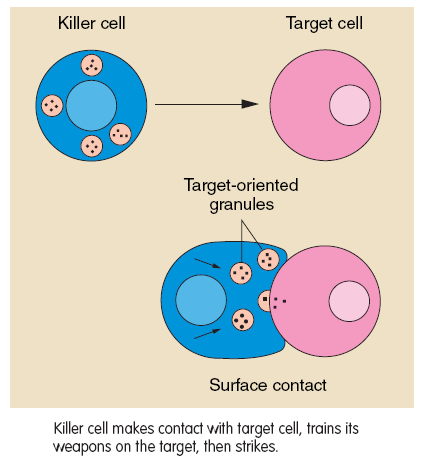 Killer cell
Target cell
Target-oriented
granules
Surface contact
Killer cell makes contact with target cell, trains its
weapons on the target, then strikes.